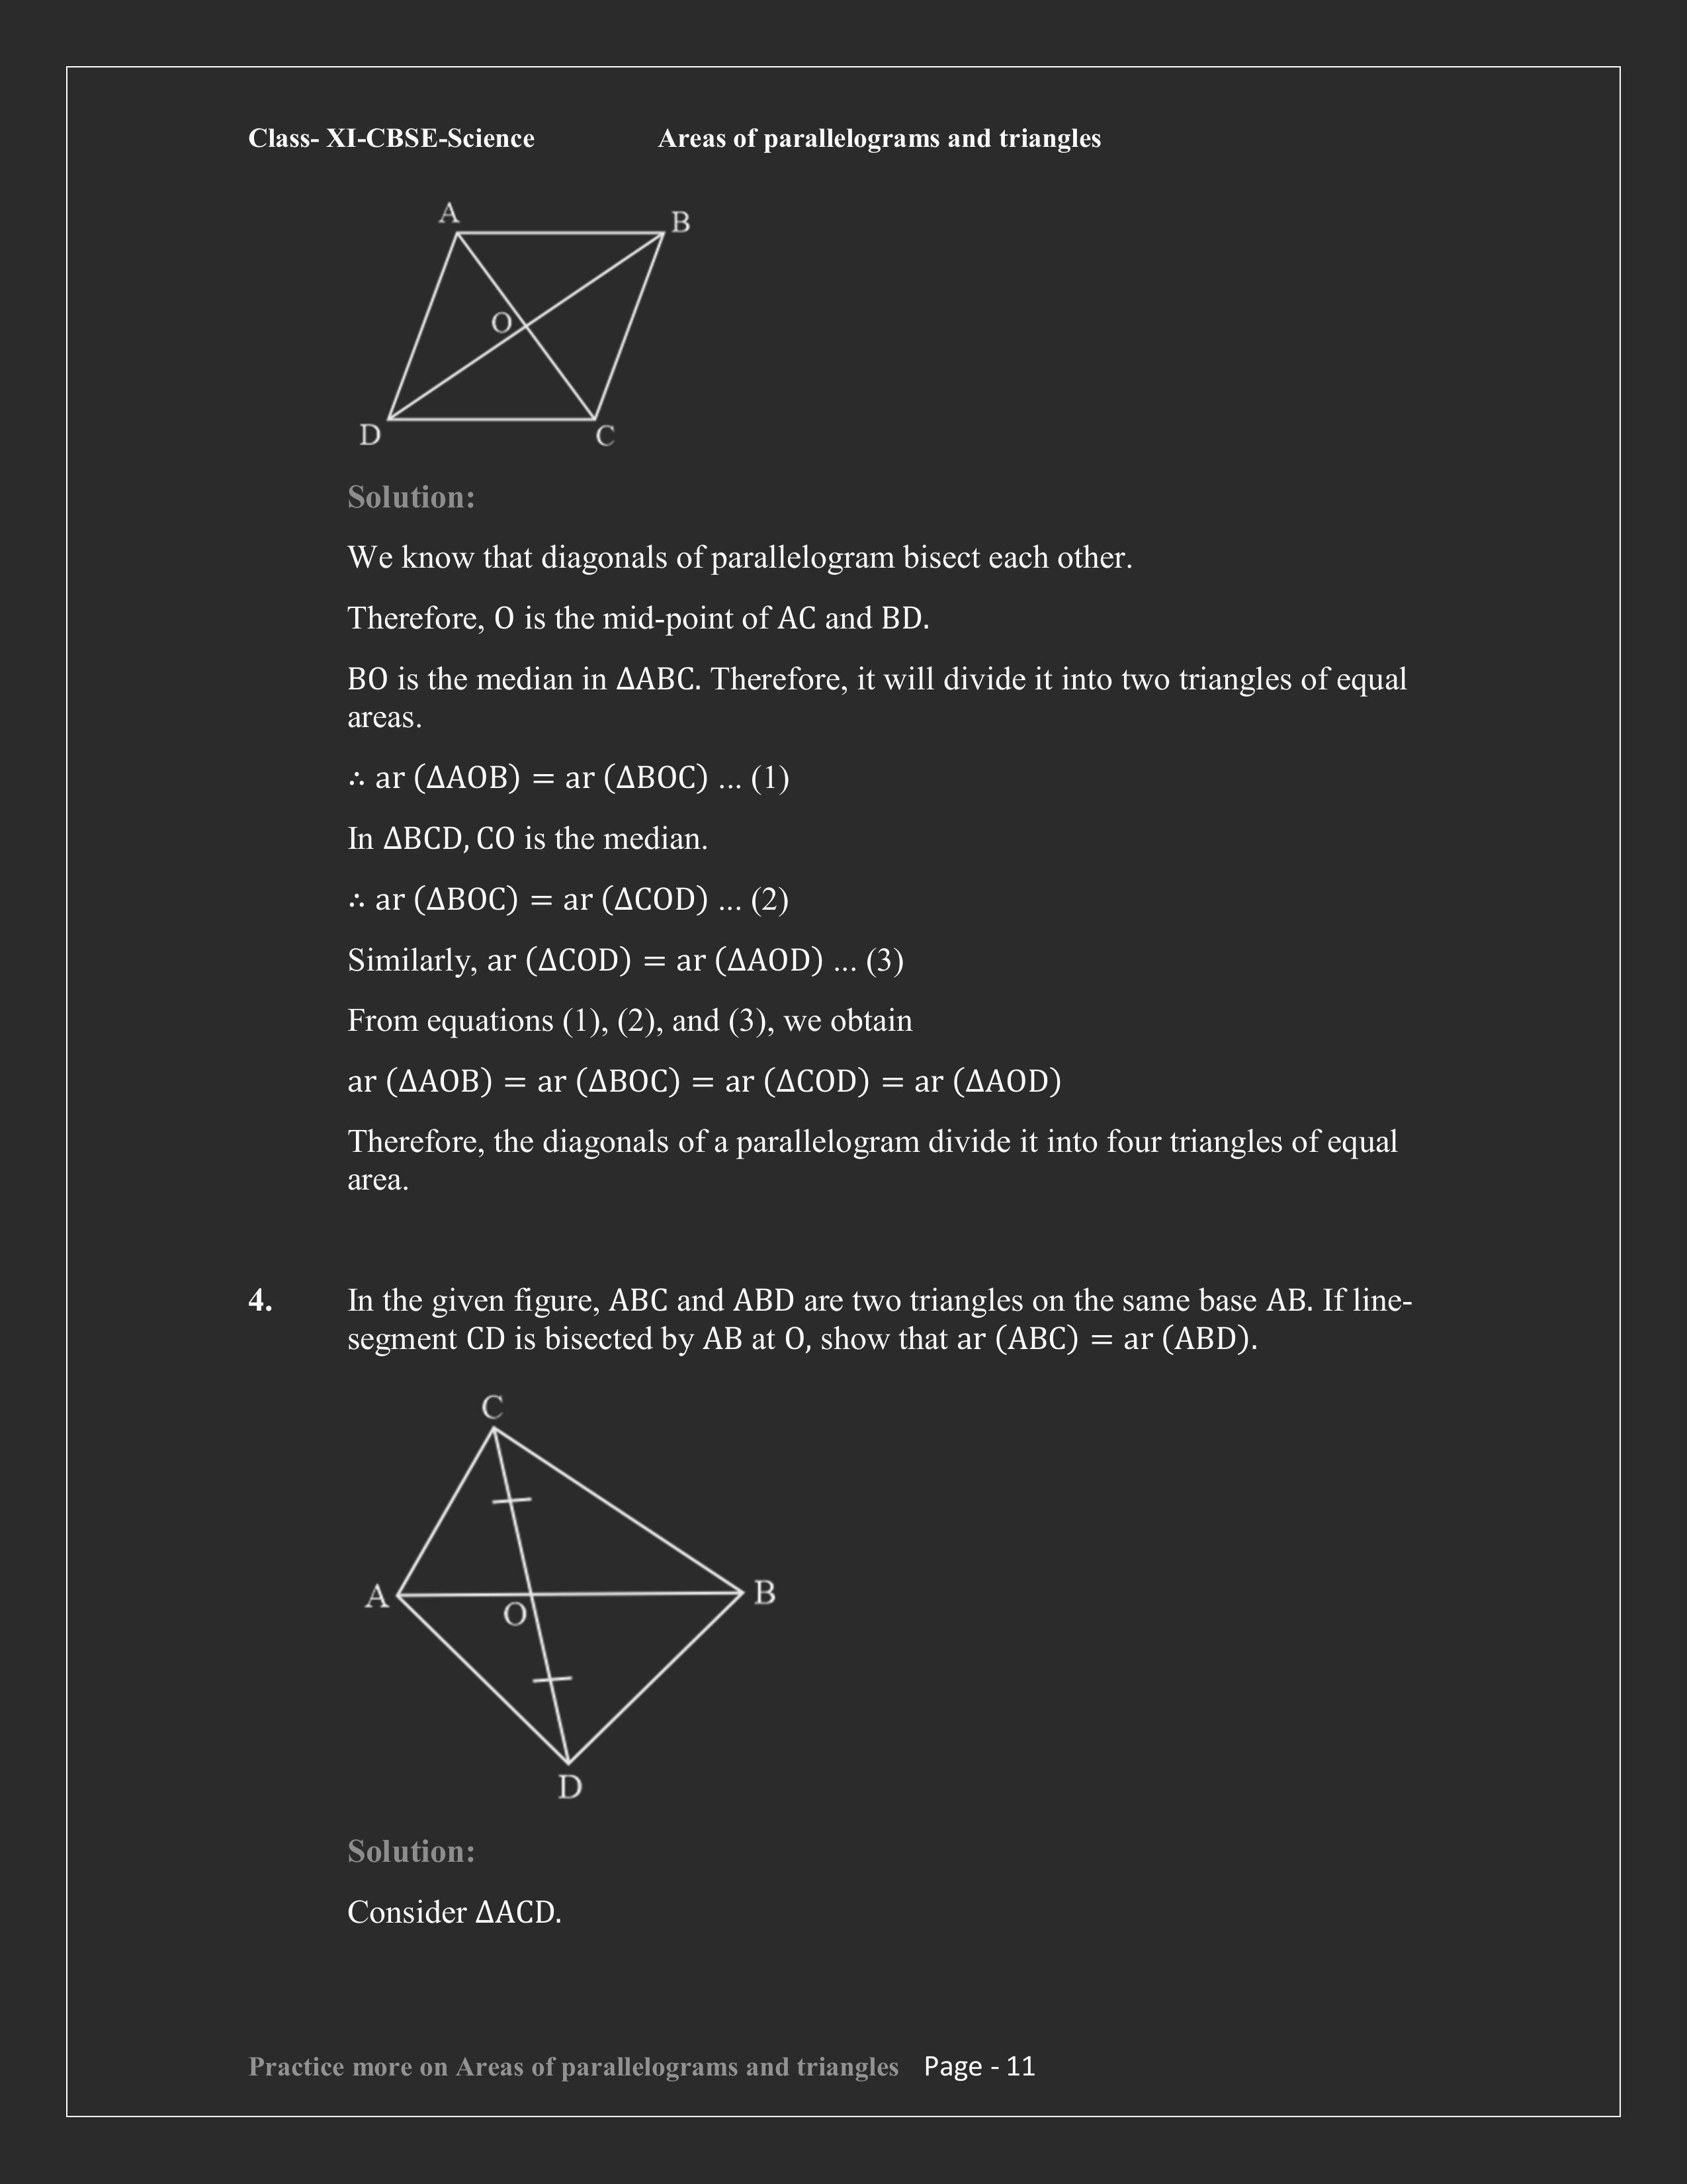 Class- XI-CBSE-Science Areas of parallelograms and triangles
A
B
O
D
C
Solution:
We know that diagonals of parallelogram bisect each other.
Therefore, O is the mid-point of AC and BD.
BO is the median in ΔABC. Therefore, it will divide it into two triangles of equal
areas.
∴ ar (ΔAOB) = ar (ΔBOC) ... (1)
In ΔBCD, CO is the median.
∴ ar (ΔBOC) = ar (ΔCOD) ... (2)
Similarly, ar (ΔCOD) = ar (ΔAOD) ... (3)
From equations (1), (2), and (3), we obtain
ar (ΔAOB) = ar (ΔBOC) = ar (ΔCOD) = ar (ΔAOD)
Therefore, the diagonals of a parallelogram divide it into four triangles of equal
area.
4. In the given figure, ABC and ABD are two triangles on the same base AB. If line-
segment CD is bisected by AB at O, show that ar (ABC) = ar (ABD).
C
A
B
O
D
Solution:
Consider ΔACD.
Practice more on Areas of parallelograms and triangles Page - 11